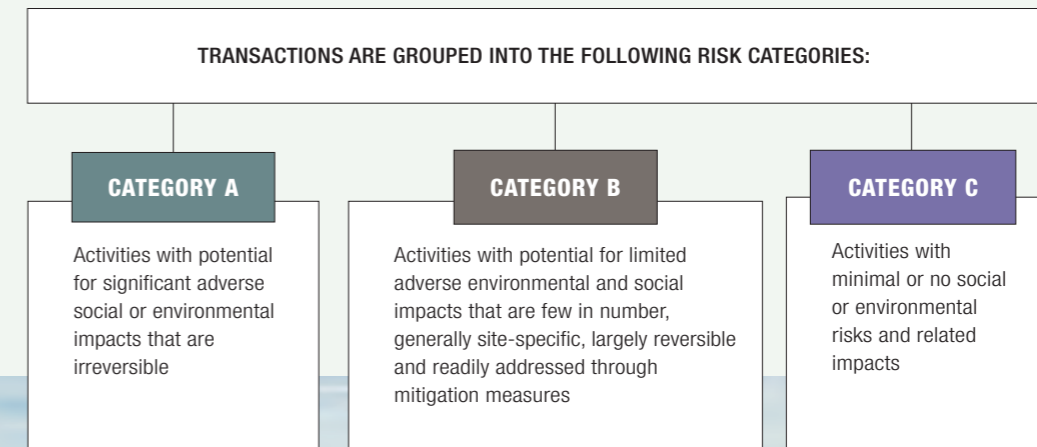 TRANSACTIONS ARE GROUPED INTO THE FOLLOWING RISK CATEGORIES:
CATEGORY A
Activities with potential
for significant adverse
social or environmental
impacts that are
irreversible
CATEGORY B
Activities with potential for limited
adverse environmental and social
impacts that are few in number,
generally site-specific, largely reversible
and readily addressed through
mitigation measures
CATEGORY C
Activities with
minimal or no social
or environmental
risks and related
impacts